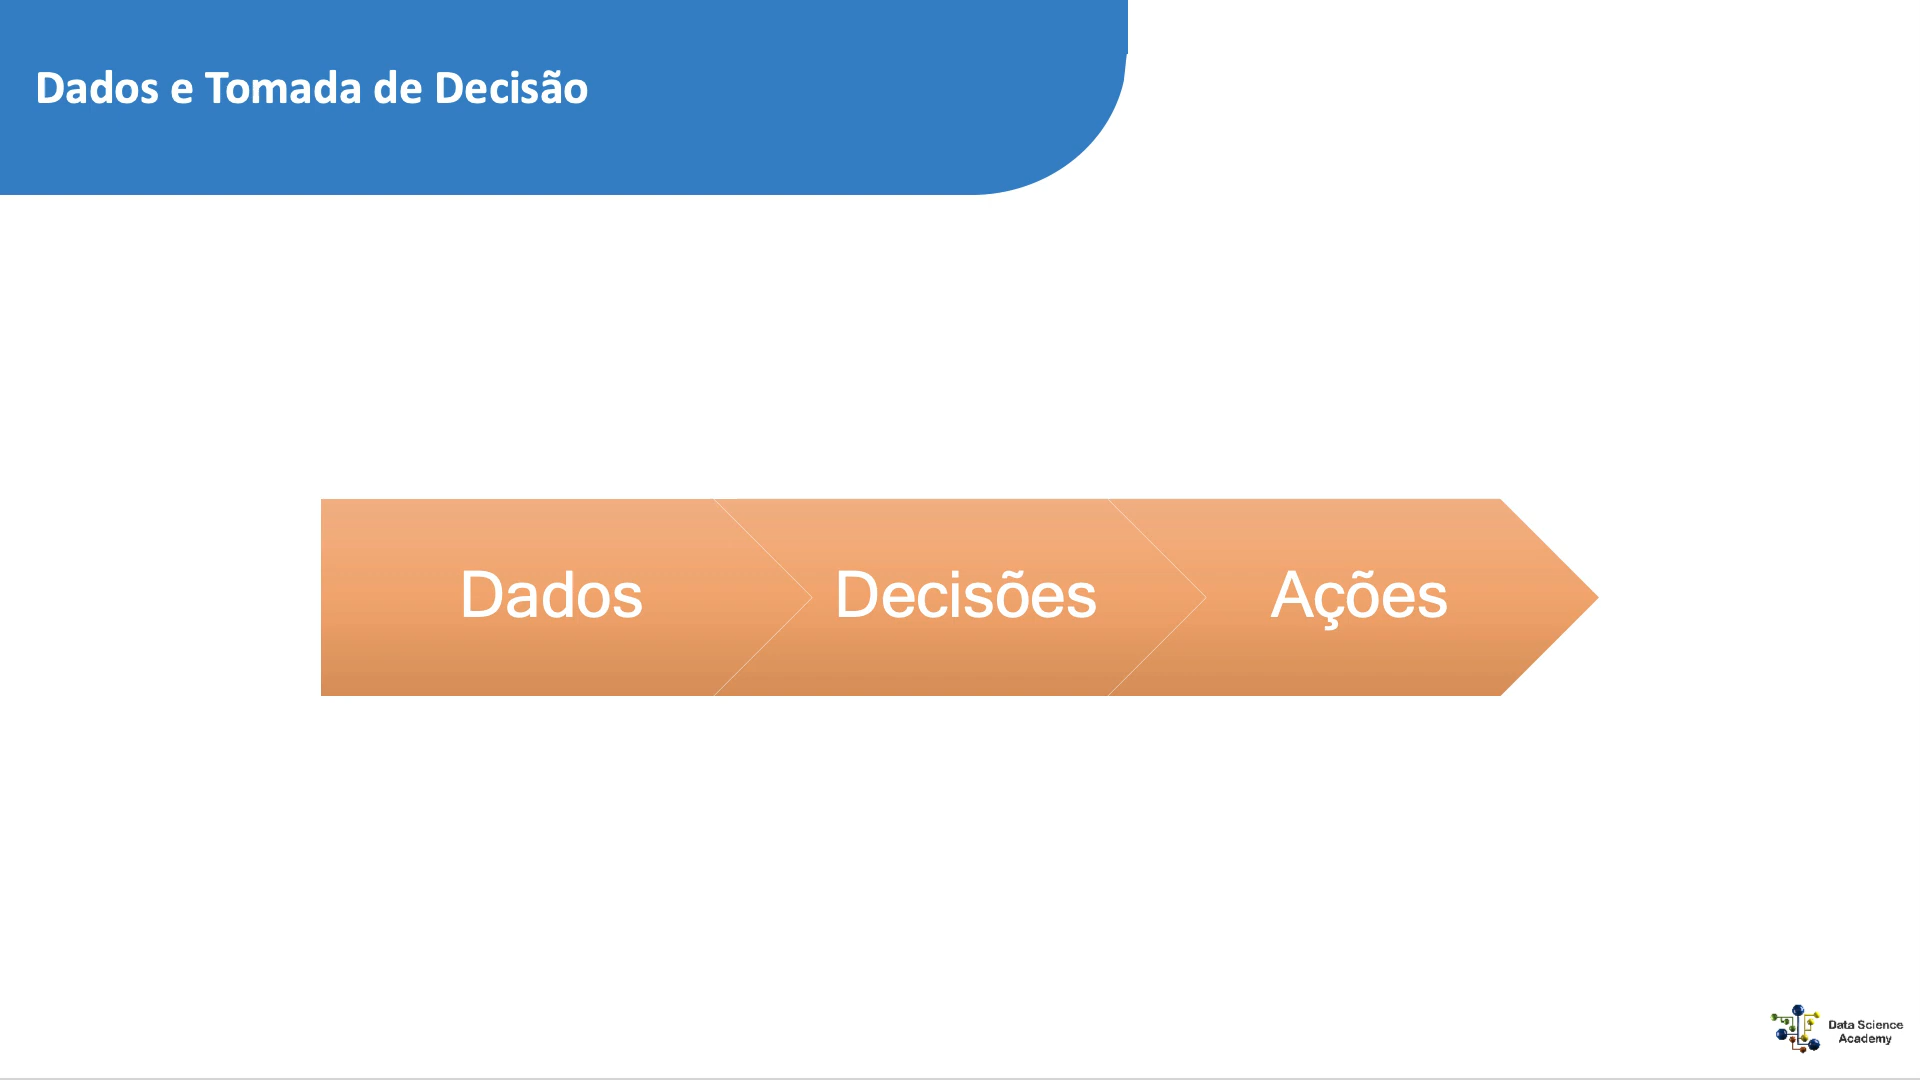 Dados e Tomada de Decisão
Dados
Decisões
Ações
Data Science
Academy